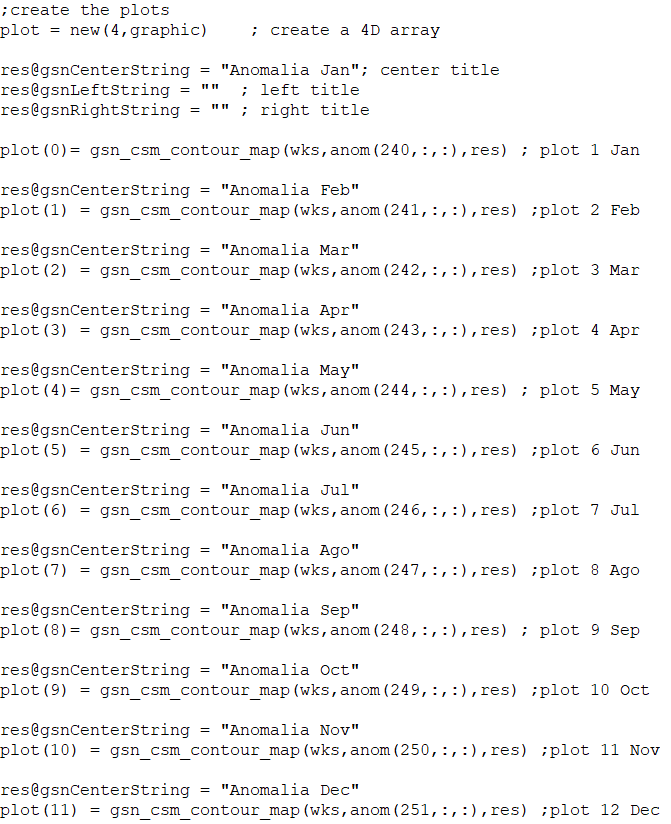 ;create the plots
plot = new(4,graphic)    ; create a 4D array
res@gsnCenterString = "Anomalia Jan"; center title
res@gsnLeftString = ""  ; left title
res@gsnRightString = "" ; right title
plot(0)= gsn_csm_contour_map(wks,anom(240,:,:),res) ; plot 1 Jan
res@gsnCenterString = "Anomalia Feb"
plot(1) = gsn_csm_contour_map(wks,anom(241,:,:),res) ;plot 2 Feb
res@gsnCenterString = "Anomalia Mar"
plot(2) = gsn_csm_contour_map(wks,anom(242,:,:),res) ;plot 3 Mar
res@gsnCenterString = "Anomalia Apr"
plot(3) = gsn_csm_contour_map(wks,anom(243,:,:),res) ;plot 4 Apr
res@gsnCenterString = "Anomalia May"
plot(4)= gsn_csm_contour_map(wks,anom(244,:,:),res) ; plot 5 May
res@gsnCenterString = "Anomalia Jun"
plot(5) = gsn_csm_contour_map(wks,anom(245,:,:),res) ;plot 6 Jun
res@gsnCenterString = "Anomalia Jul"
plot(6) = gsn_csm_contour_map(wks,anom(246,:,:),res) ;plot 7 Jul
res@gsnCenterString = "Anomalia Ago"
plot(7) = gsn_csm_contour_map(wks,anom(247,:,:),res) ;plot 8 Ago
res@gsnCenterString = "Anomalia Sep"
plot(8)= gsn_csm_contour_map(wks,anom(248,:,:),res) ; plot 9 Sep
res@gsnCenterString = "Anomalia Oct"
plot(9) = gsn_csm_contour_map(wks,anom(249,:,:),res) ;plot 10 Oct
res@gsnCenterString = "Anomalia Nov"
plot(10) = gsn_csm_contour_map(wks,anom(250,:,:),res) ;plot 11 Nov
res@gsnCenterString = "Anomalia Dec"
plot(11) = gsn_csm_contour_map(wks,anom(251,:,:),res) ;plot 12 Dec